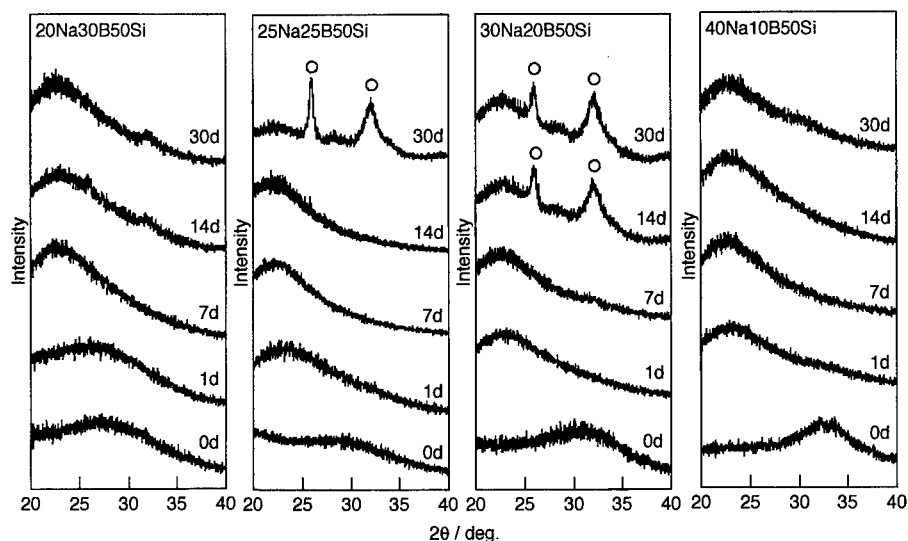 20Na30B50Si
30d
14d
7d
1d
0d
Intensity
20 25 30 35 40
25Na25B50Si
30d
14d
7d
1d
0d
Intensity
20 25 30 35 40
30Na20B50Si
30d
14d
7d
1d
0d
Intensity
20 25 30 35 40
40Na10B50Si
30d
14d
7d
1d
0d
Intensity
20 25 30 35 40
2θ / deg.